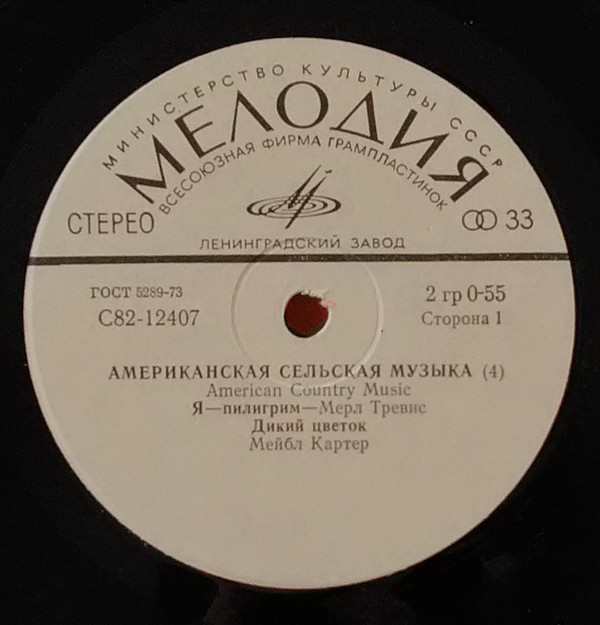 МИНИСТЕРСТВО КУЛЬТУРЫ СССР
МЕЛОДИЯ
ВСЕСОЮЗНАЯ ФИРМА ГРАМПЛАСТИНОК
СТЕРЕО
33
ЛЕНИНГРАДСКИЙ ЗАВОД
ГОСТ 5289-73
2 гр 0-55
С82-12407
Сторона 1
АМЕРИКАНСКАЯ СЕЛЬСКАЯ МУЗЫКА (4)
American Country Music
Я—пилигрим—Мерл Тревис
Дикий цветок
Мейбл Картер